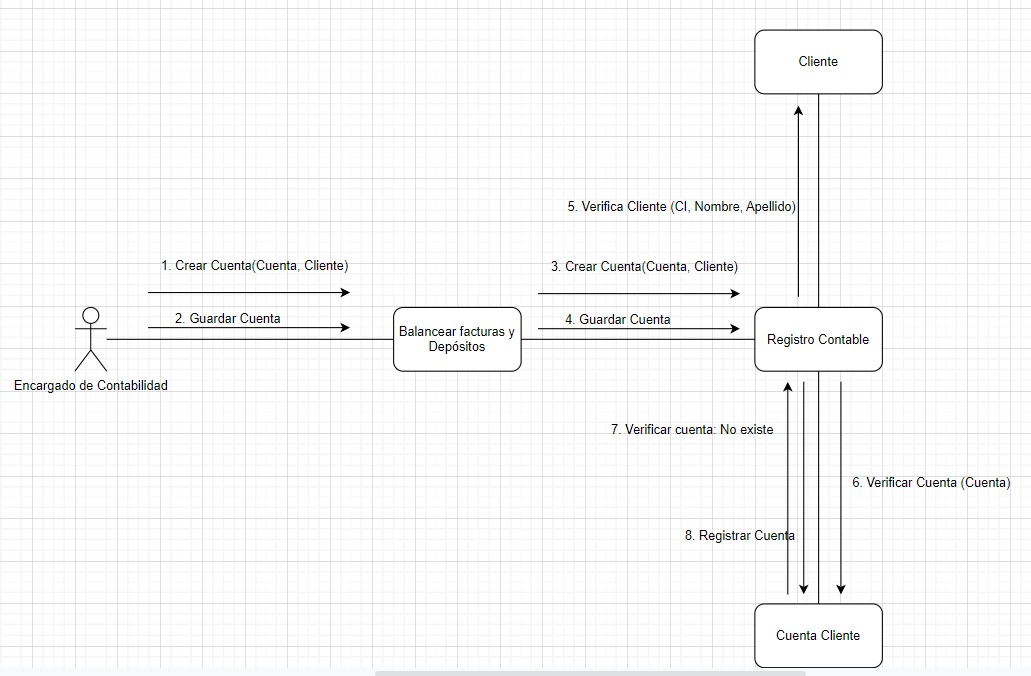 Cliente
5. Verifica Cliente (CI, Nombre, Apellido)
1. Crear Cuenta(Cuenta, Cliente)
3. Crear Cuenta(Cuenta, Cliente)
2. Guardar Cuenta
4. Guardar Cuenta
Balancear facturas y
Depósitos
Registro Contable
Encargado de Contabilidad
7. Verificar cuenta: No existe
6. Verificar Cuenta (Cuenta)
8. Registrar Cuenta
Cuenta Cliente